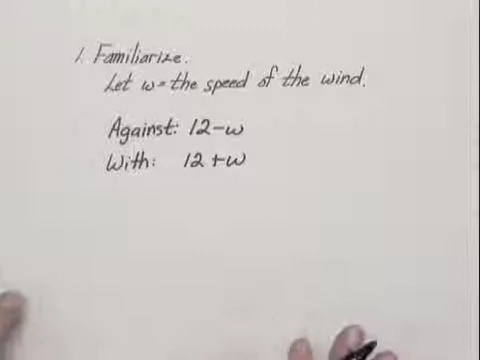 1. Familiarize.
Let w = the speed of the wind.
Against: 12-w
With: 12+w